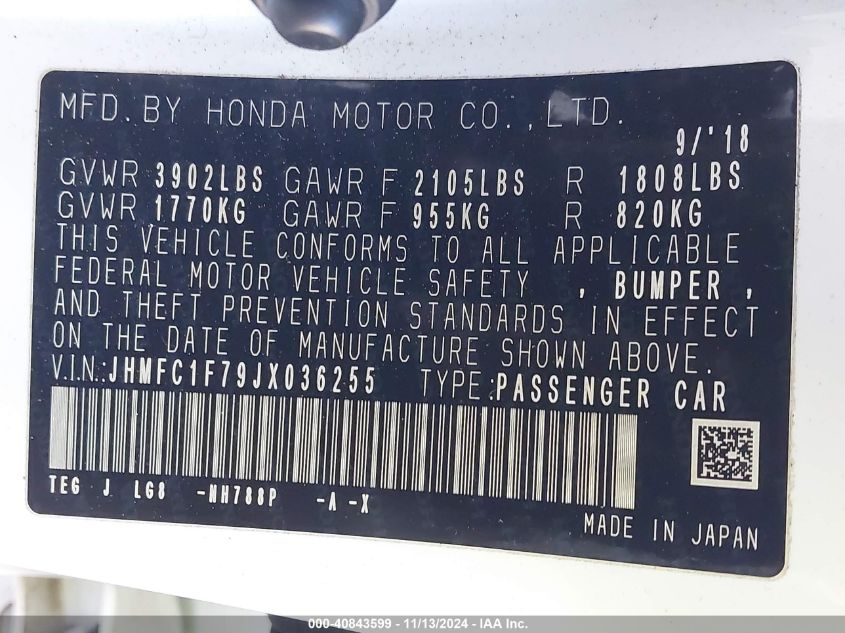 MFD. BY HONDA MOTOR CO., LTD.
9/'18
GVWR 3902LBS GAWR F 2105LBS R 1808LBS
GVWR 1770KG GAWR F 955KG R 820KG
THIS VEHICLE CONFORMS TO ALL APPLICABLE
FEDERAL MOTOR VEHICLE SAFETY , BUMPER ,
AND THEFT PREVENTION STANDARDS IN EFFECT
ON THE DATE OF MANUFACTURE SHOWN ABOVE.
V.I.N.:JHMFC1F79JX036255 TYPE:PASSENGER CAR
TEG J LG8 -NH788P -A -X
MADE IN JAPAN
000-40843599 - 11/13/2024 - IAA Inc.